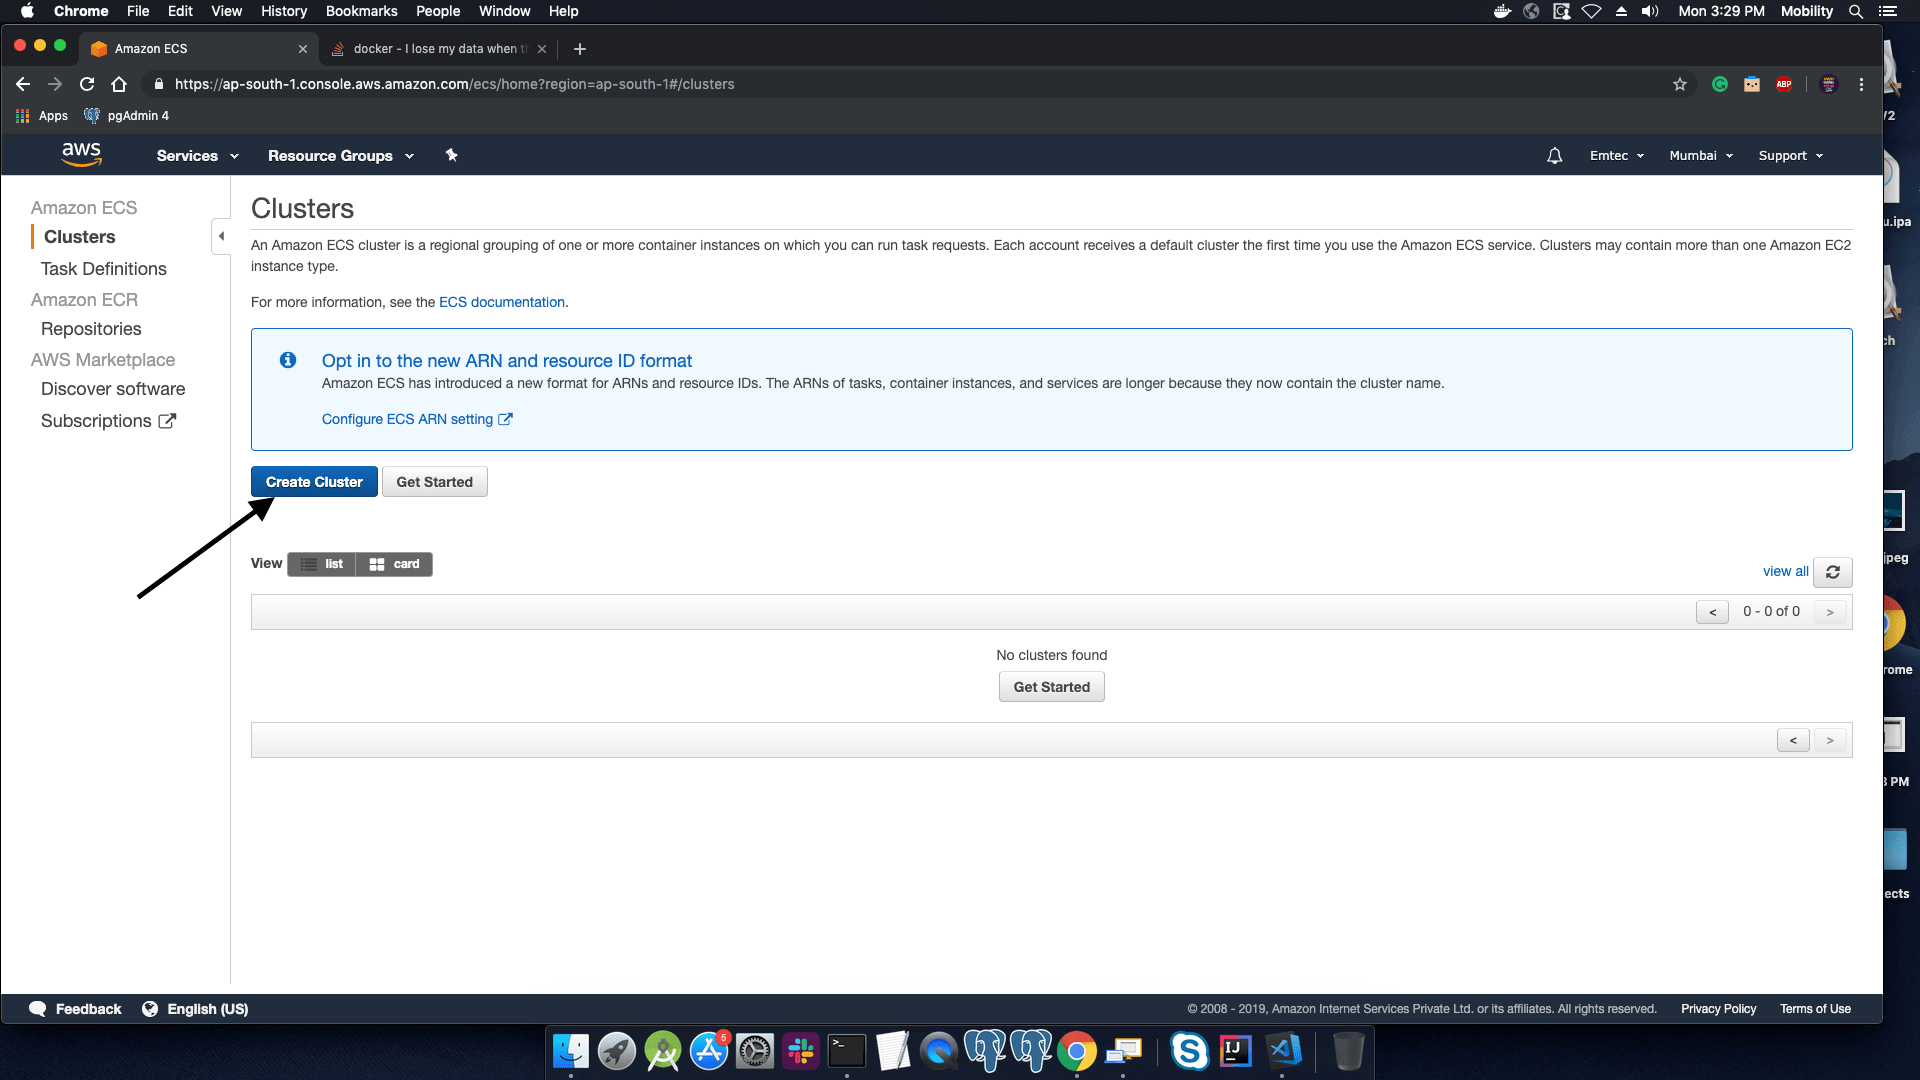 Chrome File Edit View History Bookmarks People Window Help Mon 3:29 PM Mobility
Amazon ECS docker - I lose my data when
https://ap-south-1.console.aws.amazon.com/ecs/home?region=ap-south-1#/clusters ABP
Apps pgAdmin 4
aws Services Resource Groups Emtec Mumbai Support
Amazon ECS
Clusters
Task Definitions
Amazon ECR
Repositories
AWS Marketplace
Discover software
Subscriptions
Clusters
An Amazon ECS cluster is a regional grouping of one or more container instances on which you can run task requests. Each account receives a default cluster the first time you use the Amazon ECS service. Clusters may contain more than one Amazon EC2
instance type.
For more information, see the ECS documentation.
Opt in to the new ARN and resource ID format
Amazon ECS has introduced a new format for ARNs and resource IDs. The ARNs of tasks, container instances, and services are longer because they now contain the cluster name.
Configure ECS ARN setting
Create Cluster Get Started
View list card
view all
< 0 - 0 of 0 >
No clusters found
Get Started
< >
Feedback English (US)
© 2008 - 2019, Amazon Internet Services Private Ltd. or its affiliates. All rights reserved. Privacy Policy Terms of Use
u.ipa
jpeg
rome
PM
ects
5
IJ